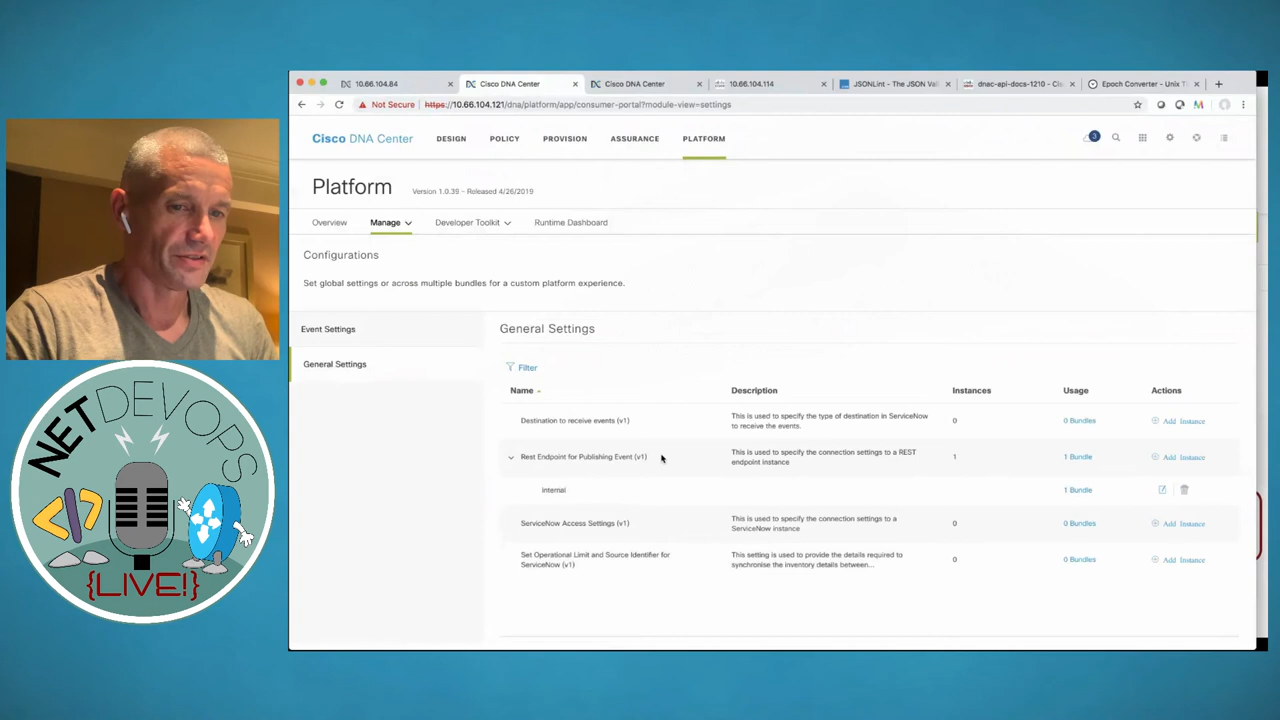 10.66.104.84
Cisco DNA Center
Cisco DNA Center
10.66.104.114
JSONLint - The JSON Val
dnac-api-docs-1210 - Cis
Epoch Converter - Unix T
Not Secure https://10.66.104.121/dna/platform/app/consumer-portal?module-view=settings
Cisco DNA Center DESIGN POLICY PROVISION ASSURANCE PLATFORM 3
Platform Version 1.0.39 - Released 4/26/2019
Overview Manage Developer Toolkit Runtime Dashboard
Configurations
Set global settings or across multiple bundles for a custom platform experience.
Event Settings
General Settings
General Settings
Filter
Name Description Instances Usage Actions
Destination to receive events (v1)
This is used to specify the type of destination in ServiceNow
to receive the events.
0 0 Bundles Add Instance
Rest Endpoint for Publishing Event (v1)
This is used to specify the connection settings to a REST
endpoint instance
1 1 Bundle Add Instance
internal 1 Bundle
ServiceNow Access Settings (v1)
This is used to specify the connection settings to a
ServiceNow instance
0 0 Bundles Add Instance
Set Operational Limit and Source Identifier for
ServiceNow (v1)
This setting is used to provide the details required to
synchronise the inventory details between...
0 0 Bundles Add Instance
NETDEVOPS
</>
{LIVE!}